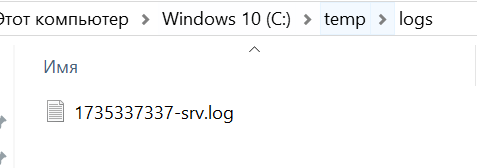 Этот компьютер > Windows 10 (C:) > temp > logs
Имя
1735337337-srv.log